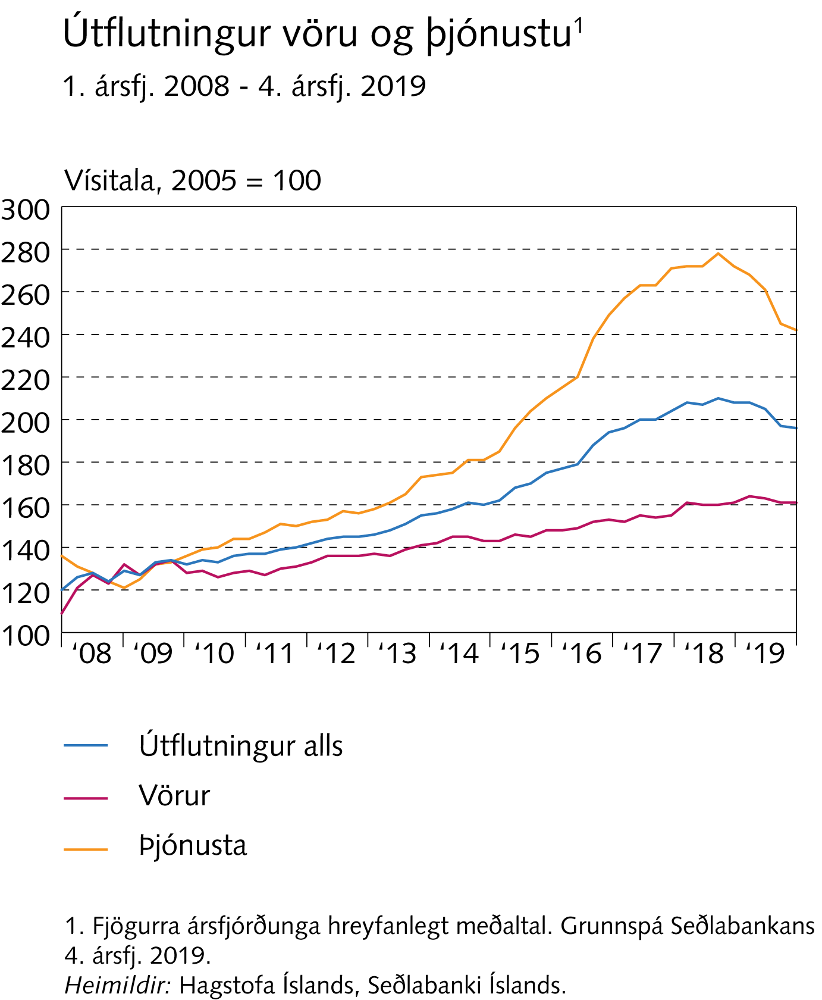 Útflutningur vöru og þjónustu¹
1. ársfj. 2008 - 4. ársfj. 2019
Vísitala, 2005 = 100
300
280
260
240
220
200
180
160
140
120
100
‘08 ‘09 ‘10 ‘11 ‘12 ‘13 ‘14 ‘15 ‘16 ‘17 ‘18 ‘19
Útflutningur alls
Vörur
Þjónusta
1. Fjögurra ársfjórðunga hreyfanlegt meðaltal. Grunnspá Seðlabankans
4. ársfj. 2019.
Heimildir: Hagstofa Íslands, Seðlabanki Íslands.